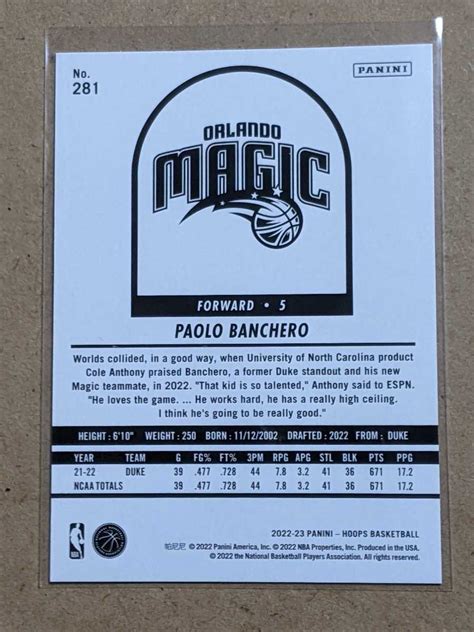 No.
281
PANINI
ORLANDO
MAGIC
FORWARD • 5
PAOLO BANCHERO
Worlds collided, in a good way, when University of North Carolina product
Cole Anthony praised Banchero, a former Duke standout and his new
Magic teammate, in 2022. "That kid is so talented," Anthony said to ESPN.
"He loves the game. ... He works hard, he has a really high ceiling.
I think he's going to be really good."
HEIGHT: 6'10" WEIGHT: 250 BORN: 11/12/2002 DRAFTED: 2022 FROM: DUKE
YEAR TEAM G FG% FT% 3PM RPG APG STL BLK PTS PPG
21-22 DUKE 39 .477 .728 44 7.8 3.2 41 36 671 17.2
NCAA TOTALS 39 .477 .728 44 7.8 3.2 41 36 671 17.2
2022-23 PANINI – HOOPS BASKETBALL
帕尼尼 © 2022 Panini America, Inc. © 2022 NBA Properties, Inc. Produced in the USA.
© 2022 the National Basketball Players Association. All rights reserved.